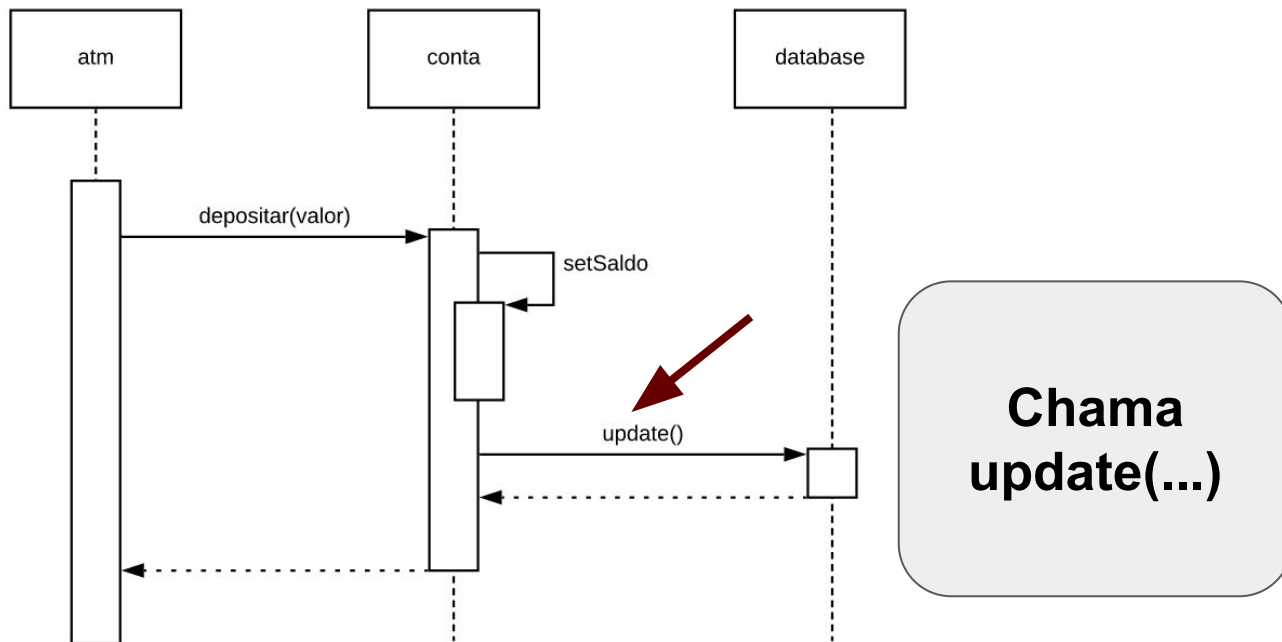 atm
conta
database
depositar(valor)
setSaldo
update()
Chama
update(...)